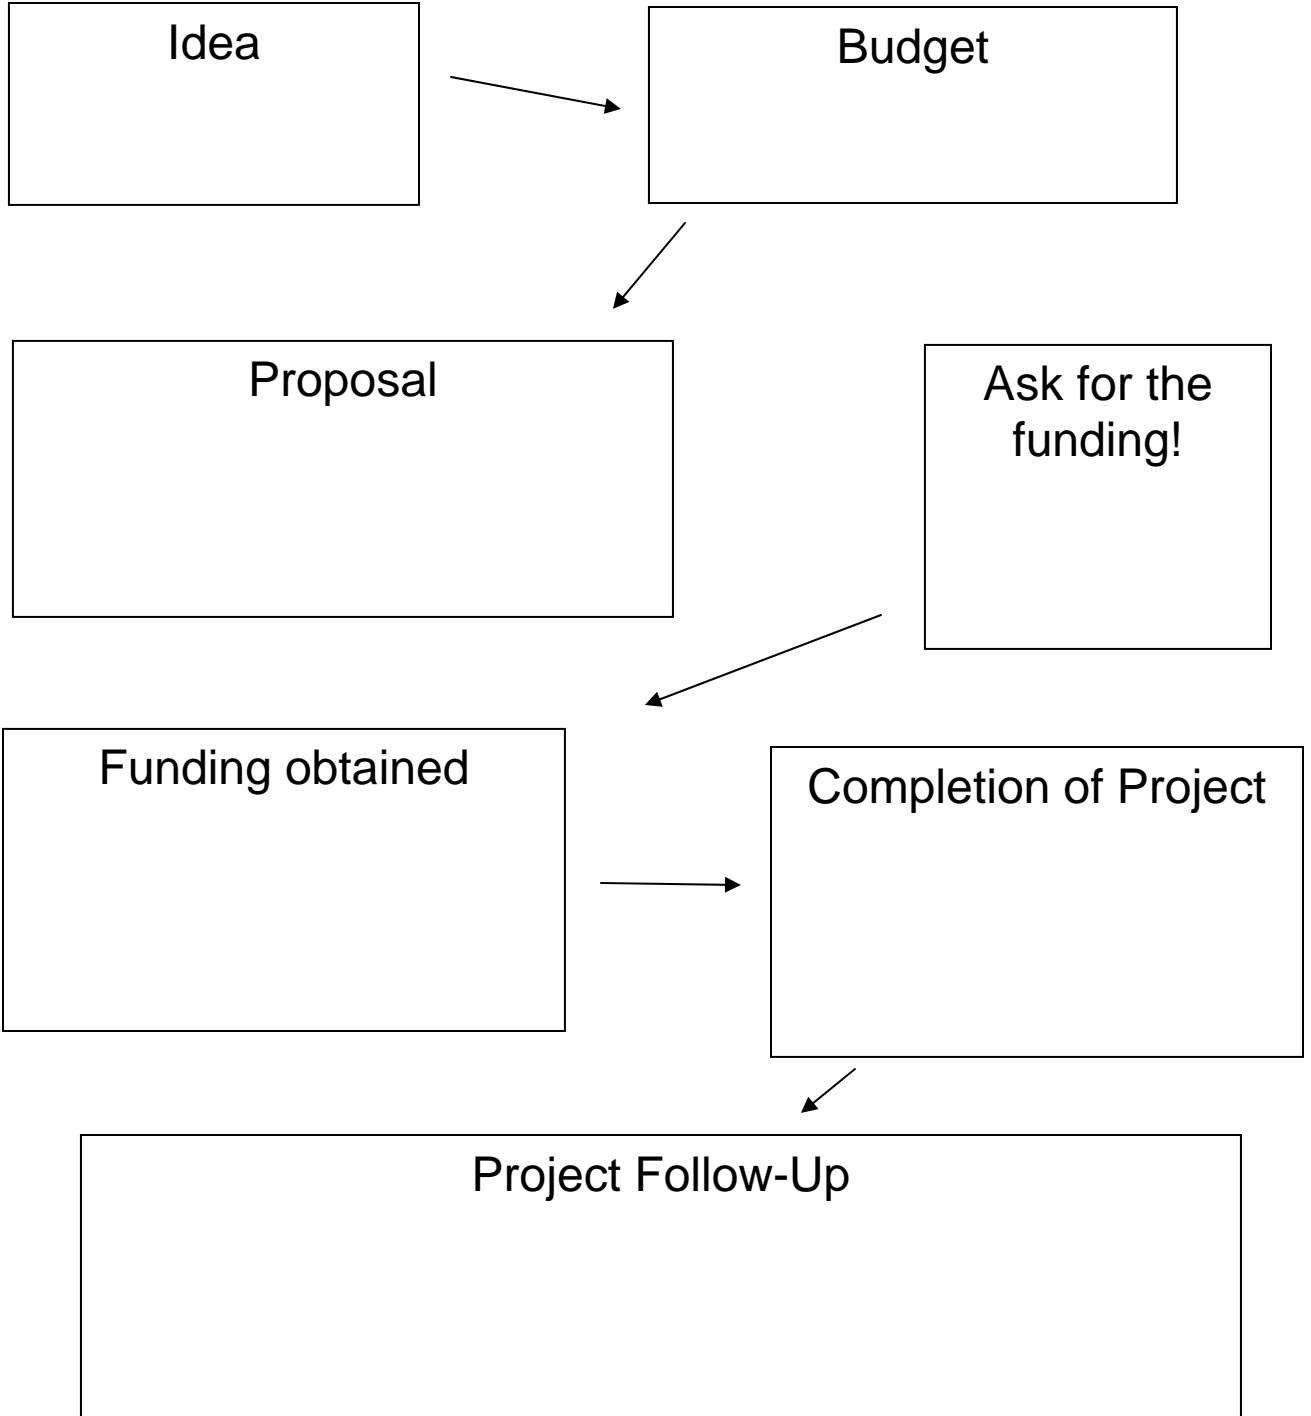 Idea
Budget
Proposal
Ask for the
funding!
Funding obtained
Completion of Project
Project Follow-Up